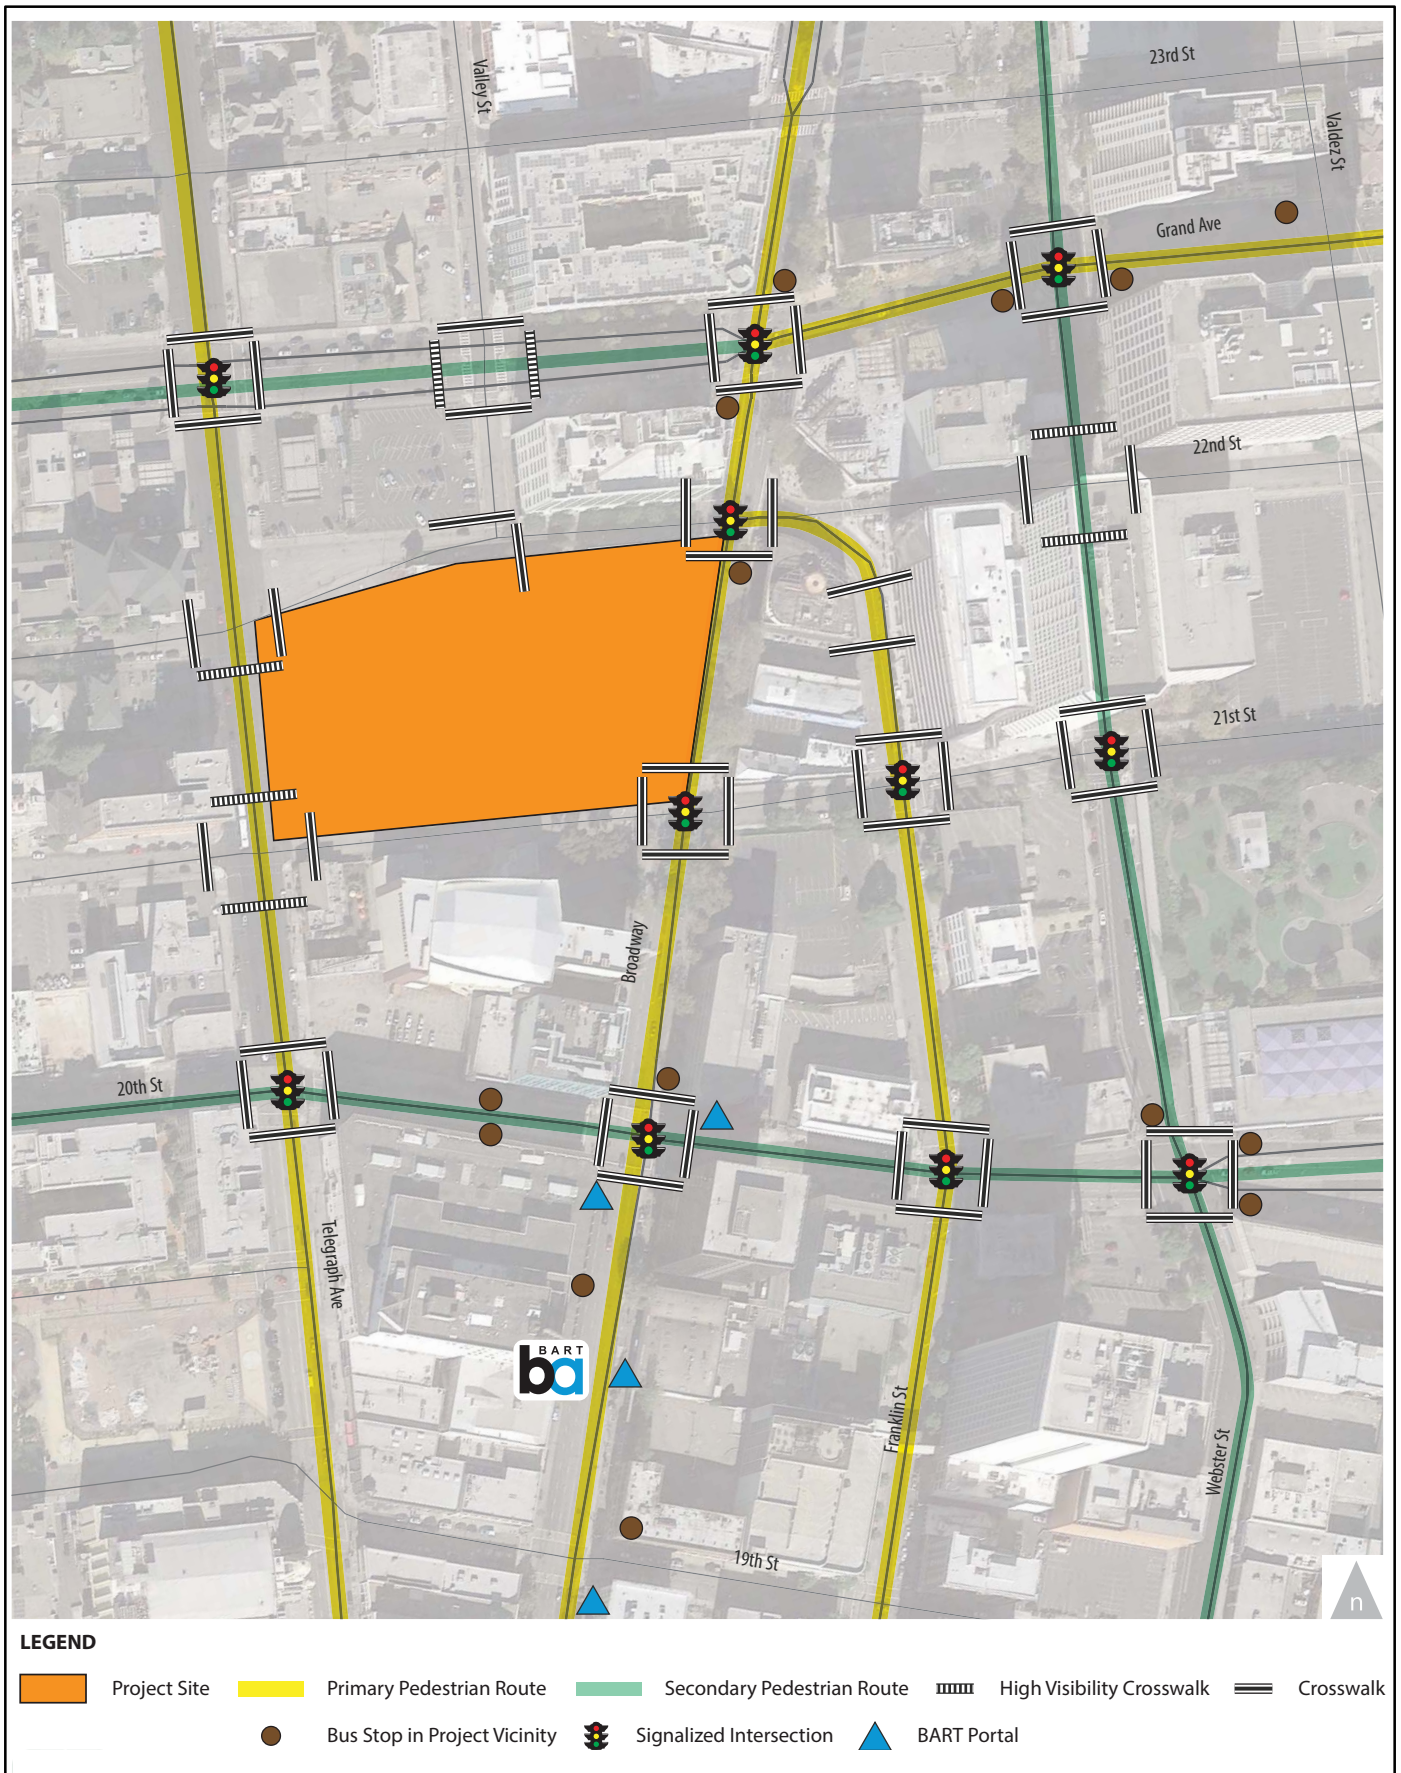 23rd St
Valley St
Valdez St
Grand Ave
22nd St
21st St
Broadway
20th St
Telegraph Ave
BART
ba
Franklin St
Webster St
19th St
n
LEGEND
Project Site
Primary Pedestrian Route
Secondary Pedestrian Route
High Visibility Crosswalk
Crosswalk
Bus Stop in Project Vicinity
Signalized Intersection
BART Portal